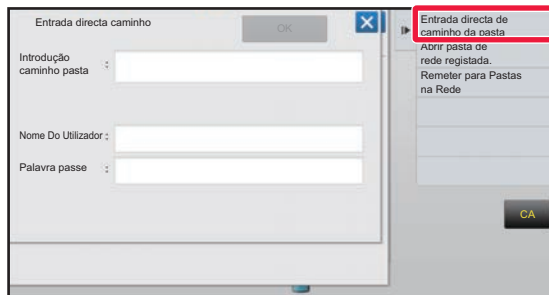 Entrada directa caminho
OK
Introdução
caminho pasta :
Nome Do Utilizador :
Palavra passe :
Entrada directa de
caminho da pasta
Abrir pasta de
rede registada.
Remeter para Pastas
na Rede
CA